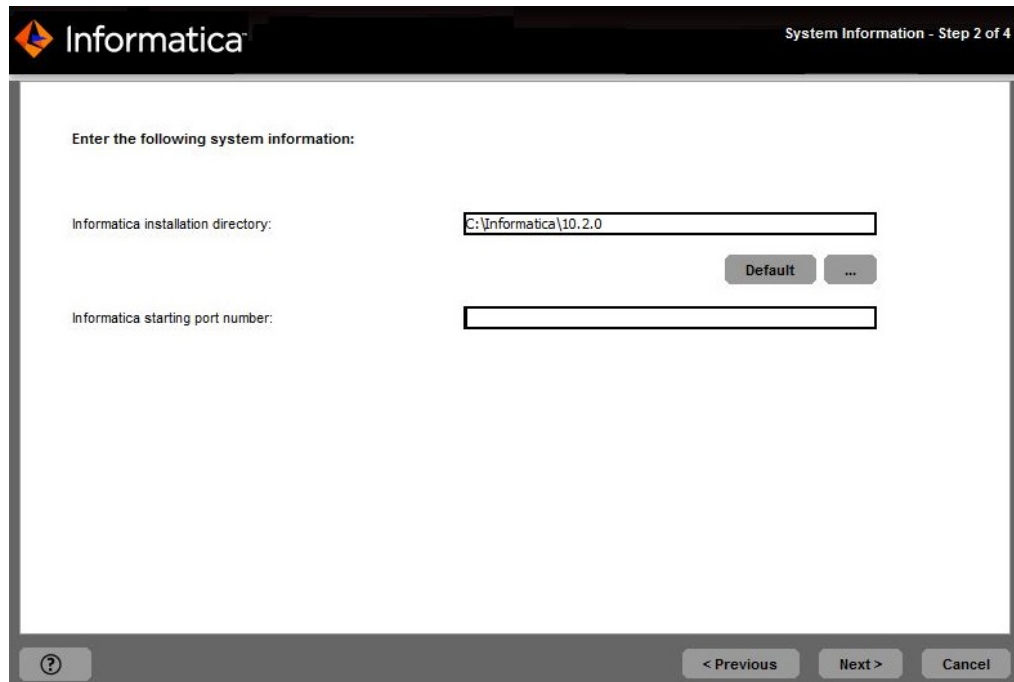 Informatica
System Information - Step 2 of 4
Enter the following system information:
Informatica installation directory:
C:\Informatica\10.2.0
Default
...
Informatica starting port number:
?
< Previous
Next >
Cancel